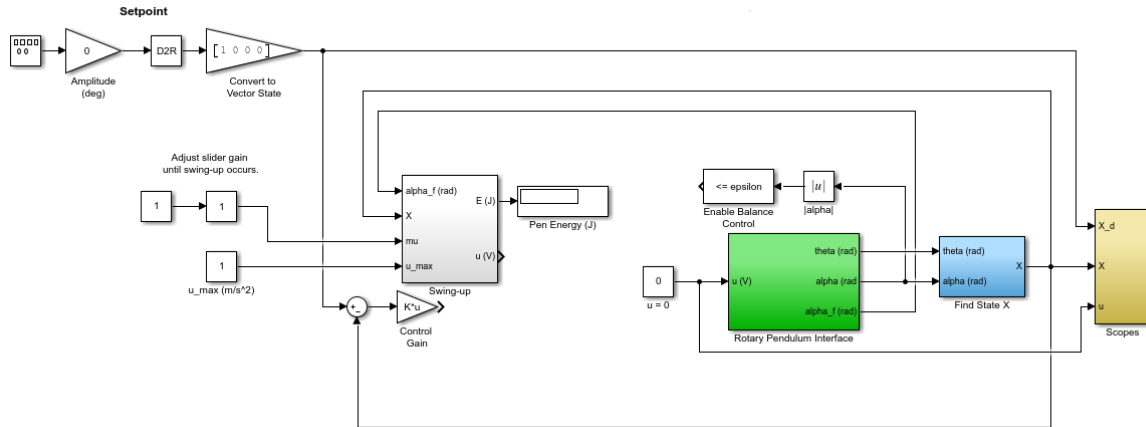 Setpoint
0
D2R
[1 0 0 0]
Amplitude
(deg)
Convert to
Vector State
Adjust slider gain
until swing-up occurs.
1
1
1
u_max (m/s^2)
alpha_f (rad)
X
mu
u_max
E (J)
u (V)
Swing-up
Pen Energy (J)
+
-
K*u
Control
Gain
<= epsilon
Enable Balance
Control
|u|
|alpha|
0
u = 0
u (V)
theta (rad)
alpha (rad)
alpha_f (rad)
Rotary Pendulum Interface
theta (rad)
alpha (rad)
X
Find State X
X_d
X
u
Scopes